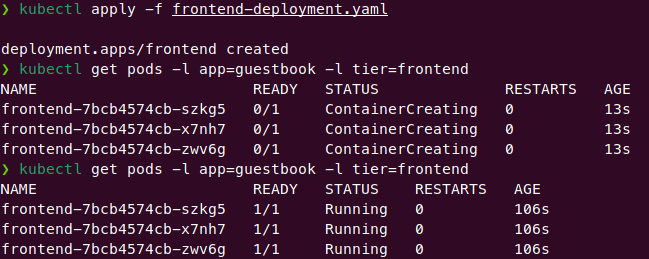 ❯ kubectl apply -f frontend-deployment.yaml
deployment.apps/frontend created
❯ kubectl get pods -l app=guestbook -l tier=frontend
NAME READY STATUS RESTARTS AGE
frontend-7bcb4574cb-szkg5 0/1 ContainerCreating 0 13s
frontend-7bcb4574cb-x7nh7 0/1 ContainerCreating 0 13s
frontend-7bcb4574cb-zwv6g 0/1 ContainerCreating 0 13s
❯ kubectl get pods -l app=guestbook -l tier=frontend
NAME READY STATUS RESTARTS AGE
frontend-7bcb4574cb-szkg5 1/1 Running 0 106s
frontend-7bcb4574cb-x7nh7 1/1 Running 0 106s
frontend-7bcb4574cb-zwv6g 1/1 Running 0 106s